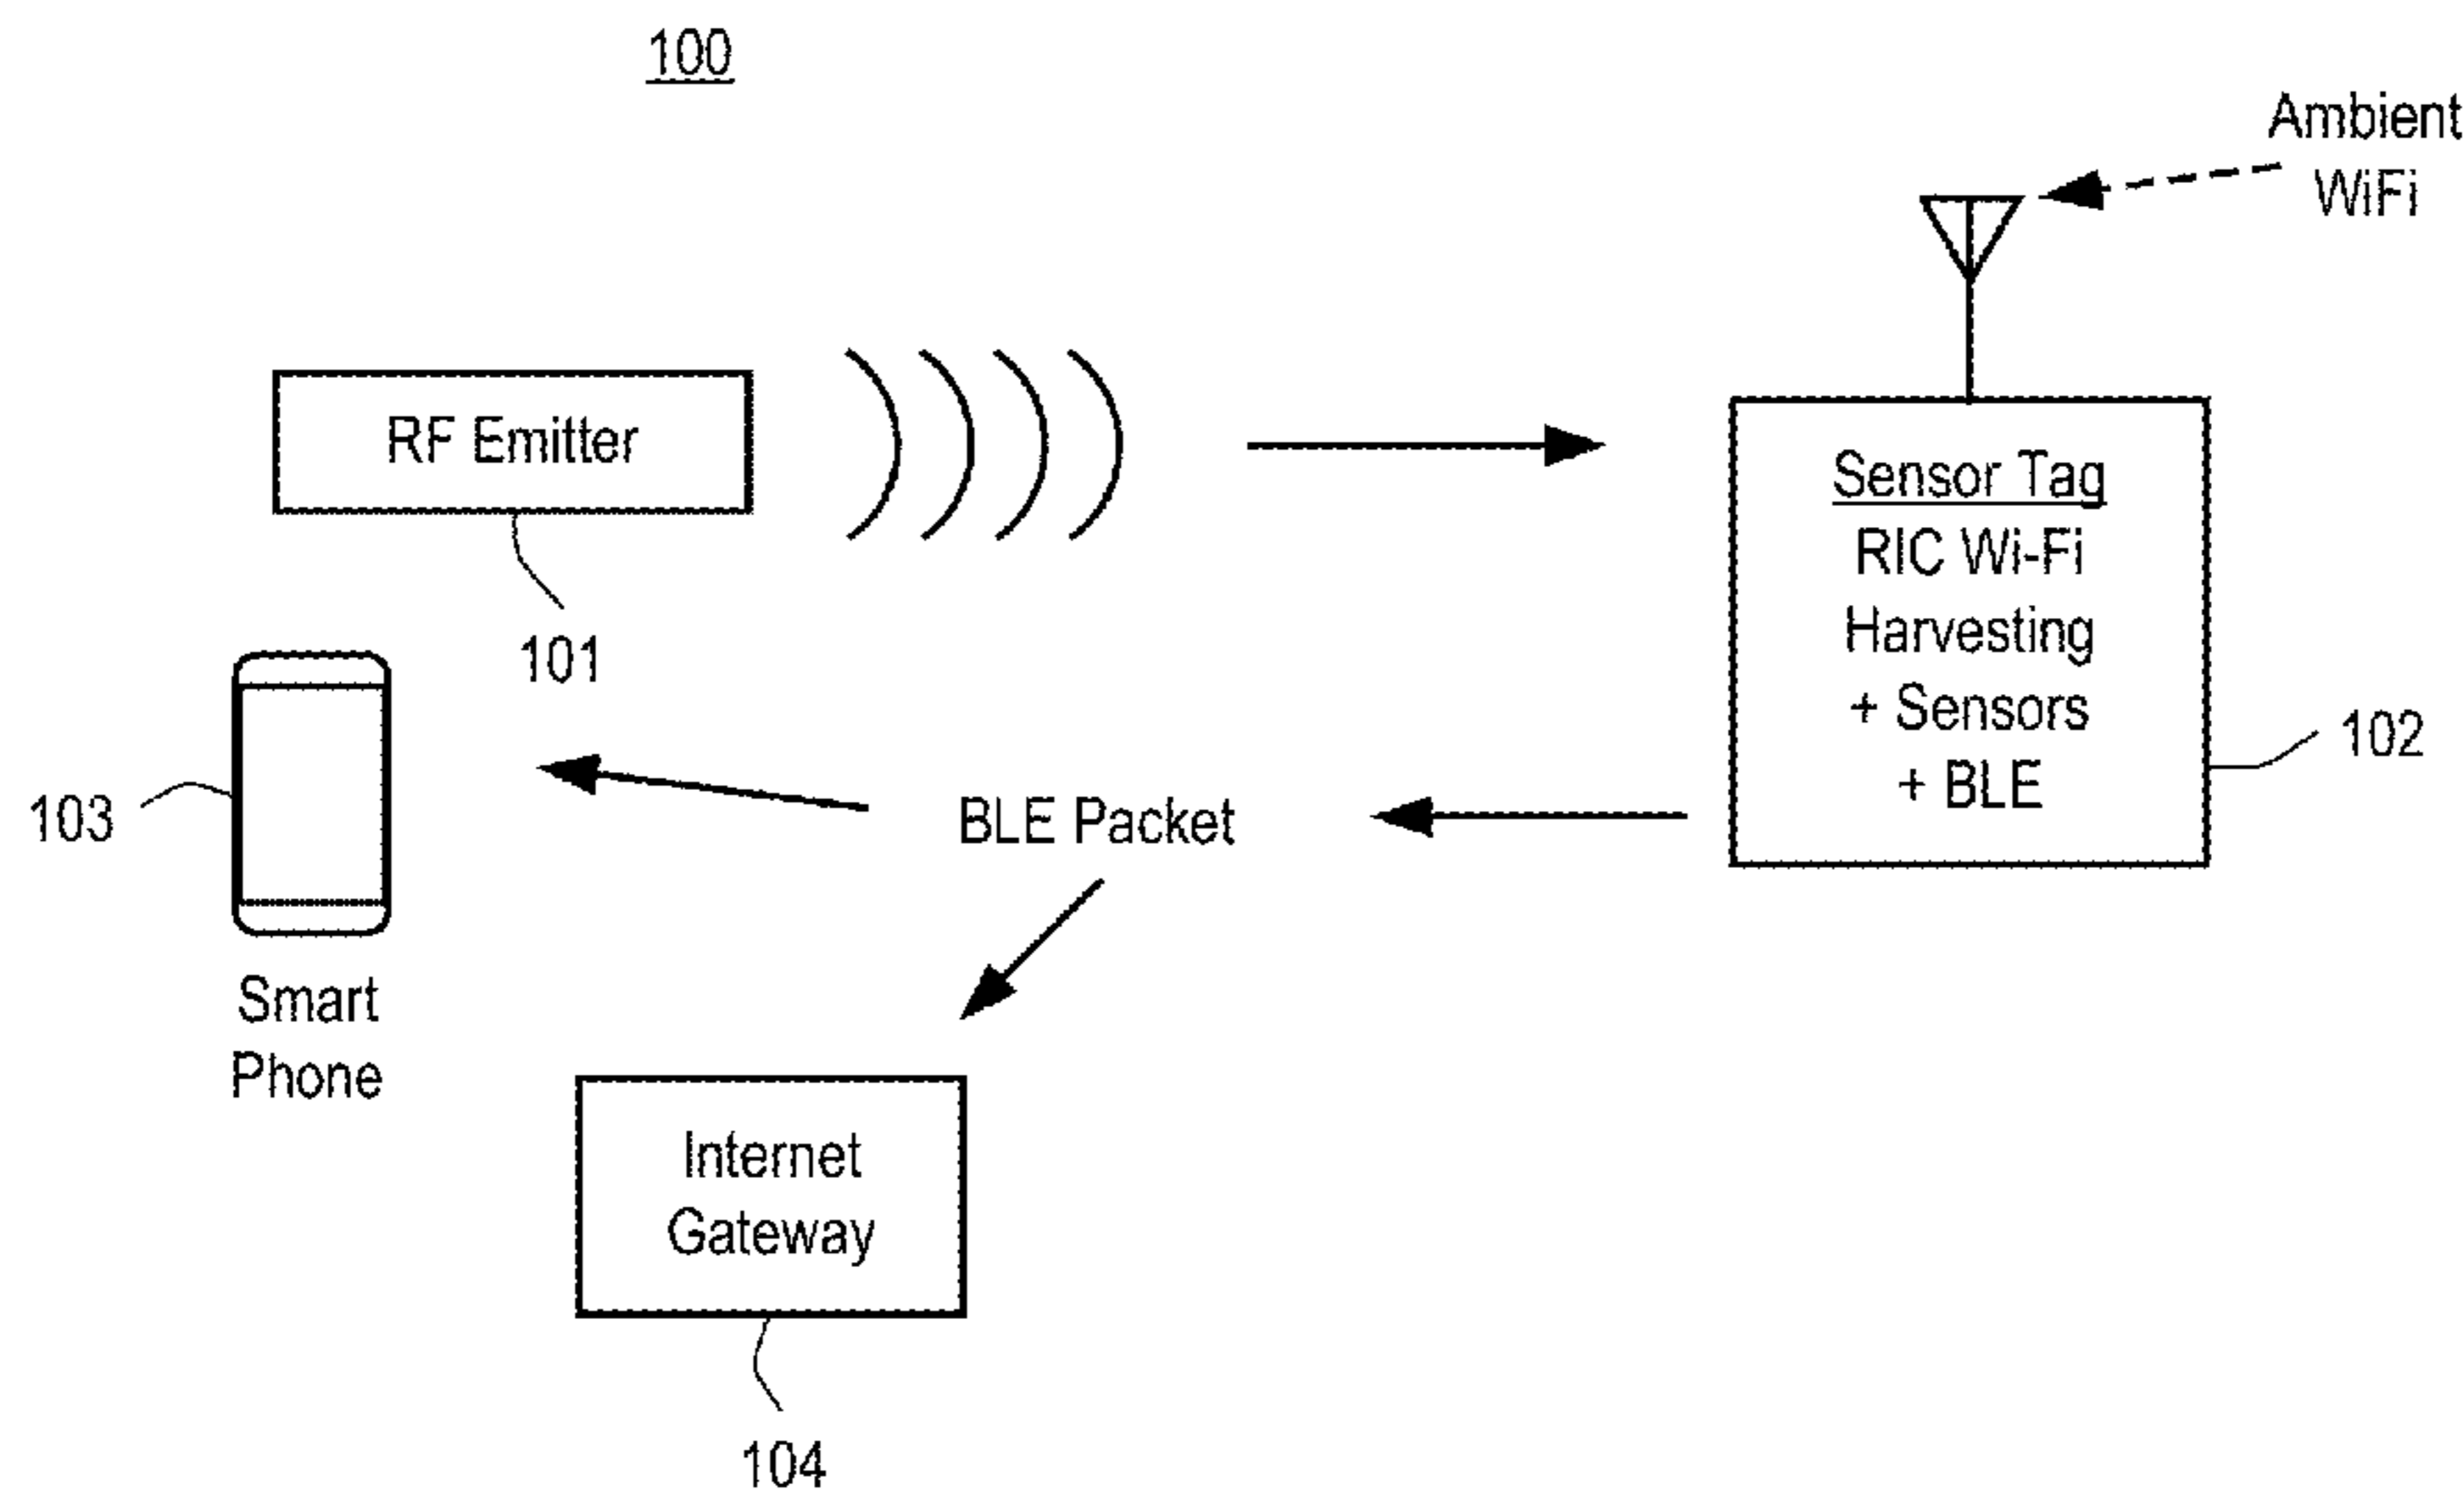 100
Ambient
WiFi
RF Emitter
101
Sensor Tag
RIC Wi-Fi
Harvesting
+ Sensors
+ BLE
102
103
BLE Packet
Smart
Phone
Internet
Gateway
104